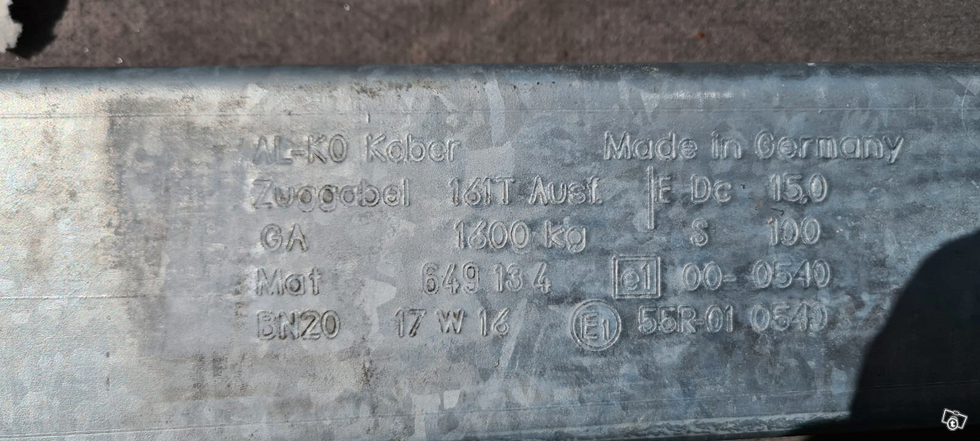 AL-KO Kober Made in Germany
Zuggabel 161T Ausf. E Dc 15,0
GA 1600 kg S 100
Mat 649 13 4 e1 00- 0540
BN20 17 W 16 E1 55R-01 0540